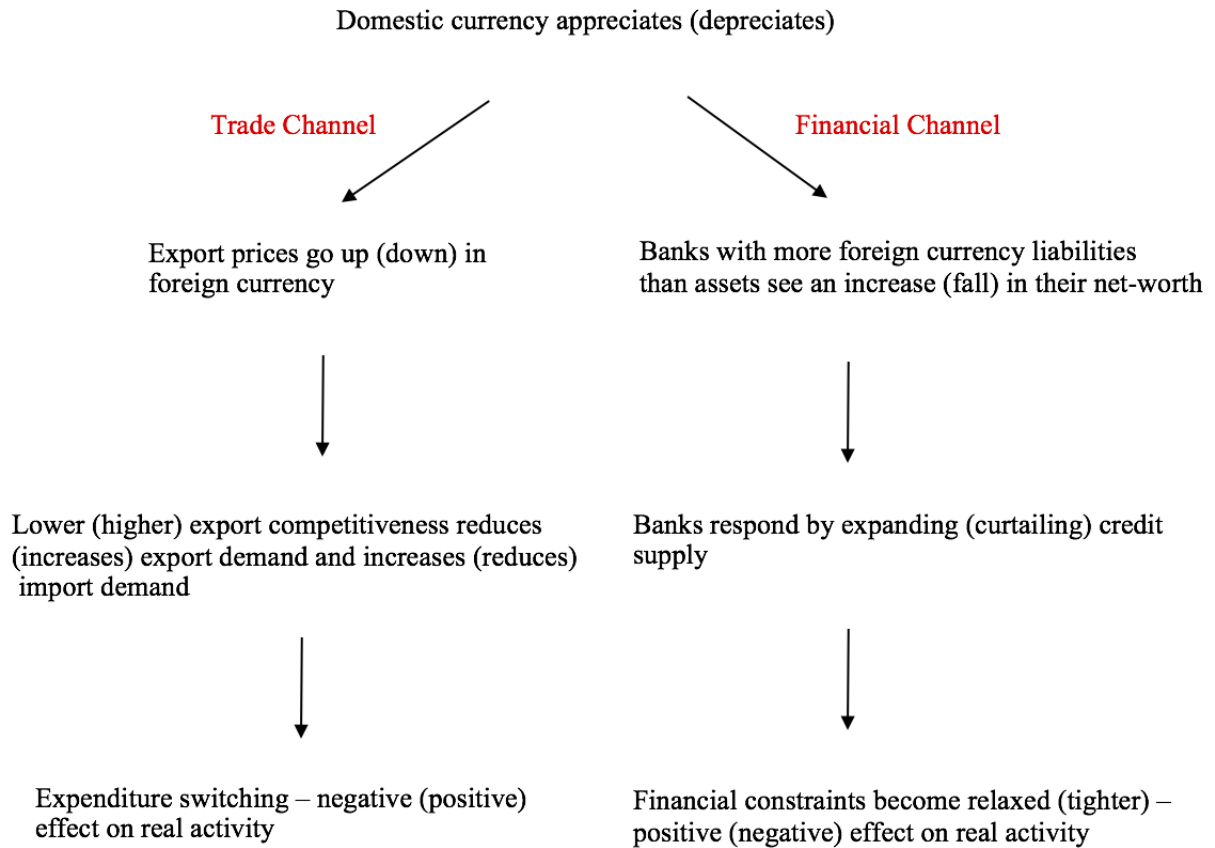 Domestic currency appreciates (depreciates)
Trade Channel
Financial Channel
Export prices go up (down) in
foreign currency
Banks with more foreign currency liabilities
than assets see an increase (fall) in their net-worth
Lower (higher) export competitiveness reduces
(increases) export demand and increases (reduces)
import demand
Banks respond by expanding (curtailing) credit
supply
Expenditure switching – negative (positive)
effect on real activity
Financial constraints become relaxed (tighter) –
positive (negative) effect on real activity